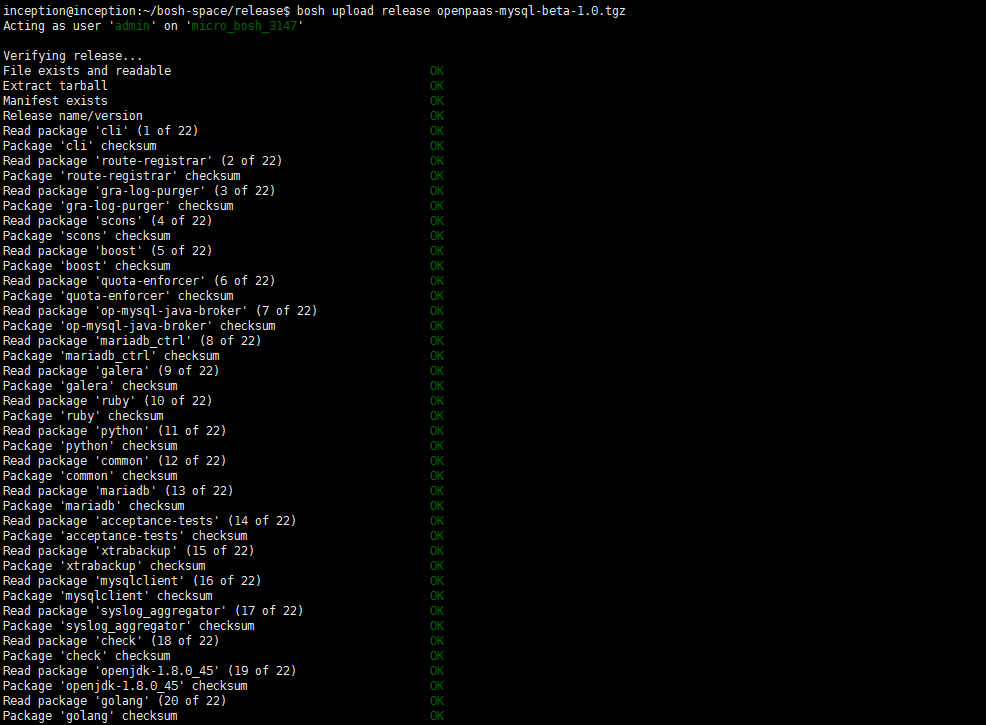 inception@inception:~/bosh-space/release$ bosh upload release openpaas-mysql-beta-1.0.tgz
Acting as user 'admin' on 'micro_bosh_3147'
Verifying release...
File exists and readable OK
Extract tarball OK
Manifest exists OK
Release name/version OK
Read package 'cli' (1 of 22) OK
Package 'cli' checksum OK
Read package 'route-registrar' (2 of 22) OK
Package 'route-registrar' checksum OK
Read package 'gra-log-purger' (3 of 22) OK
Package 'gra-log-purger' checksum OK
Read package 'scons' (4 of 22) OK
Package 'scons' checksum OK
Read package 'boost' (5 of 22) OK
Package 'boost' checksum OK
Read package 'quota-enforcer' (6 of 22) OK
Package 'quota-enforcer' checksum OK
Read package 'op-mysql-java-broker' (7 of 22) OK
Package 'op-mysql-java-broker' checksum OK
Read package 'mariadb_ctrl' (8 of 22) OK
Package 'mariadb_ctrl' checksum OK
Read package 'galera' (9 of 22) OK
Package 'galera' checksum OK
Read package 'ruby' (10 of 22) OK
Package 'ruby' checksum OK
Read package 'python' (11 of 22) OK
Package 'python' checksum OK
Read package 'common' (12 of 22) OK
Package 'common' checksum OK
Read package 'mariadb' (13 of 22) OK
Package 'mariadb' checksum OK
Read package 'acceptance-tests' (14 of 22) OK
Package 'acceptance-tests' checksum OK
Read package 'xtrabackup' (15 of 22) OK
Package 'xtrabackup' checksum OK
Read package 'mysqlclient' (16 of 22) OK
Package 'mysqlclient' checksum OK
Read package 'syslog_aggregator' (17 of 22) OK
Package 'syslog_aggregator' checksum OK
Read package 'check' (18 of 22) OK
Package 'check' checksum OK
Read package 'openjdk-1.8.0_45' (19 of 22) OK
Package 'openjdk-1.8.0_45' checksum OK
Read package 'golang' (20 of 22) OK
Package 'golang' checksum OK